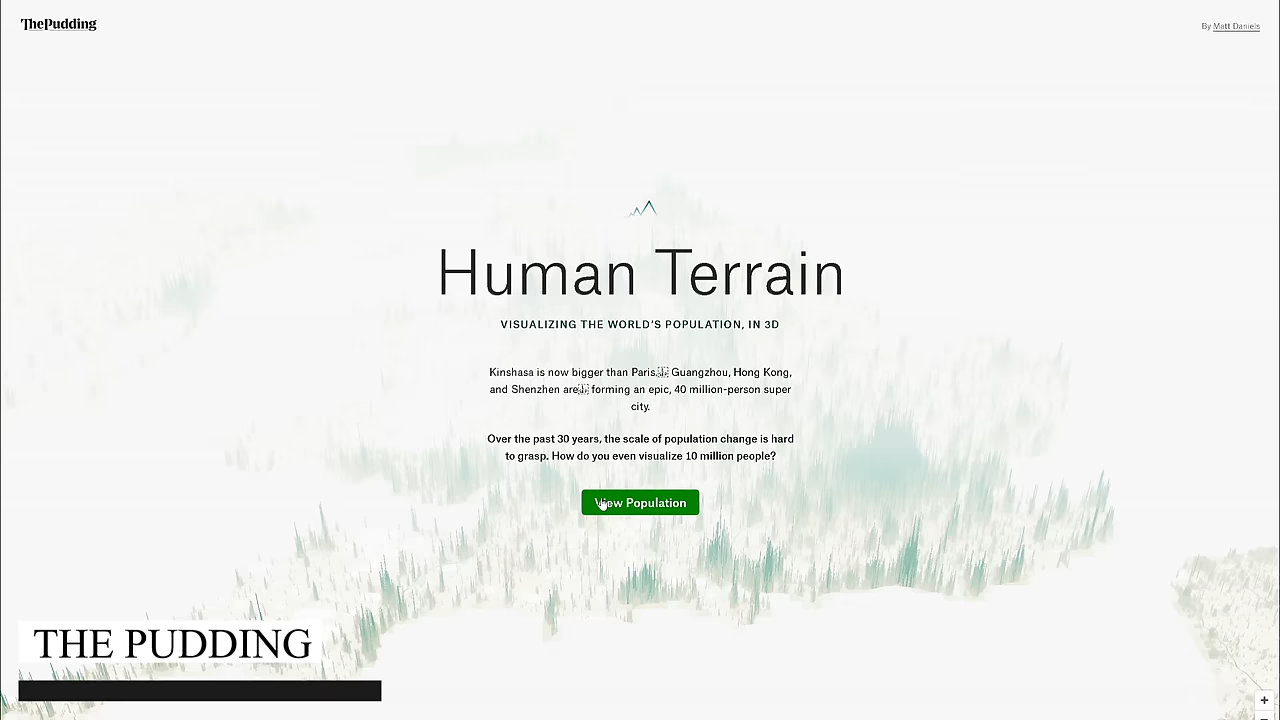 ThePudding
By Matt Daniels
Human Terrain
VISUALIZING THE WORLD'S POPULATION, IN 3D
Kinshasa is now bigger than Paris. Guangzhou, Hong Kong,
and Shenzhen are forming an epic, 40 million-person super
city.
Over the past 30 years, the scale of population change is hard
to grasp. How do you even visualize 10 million people?
View Population
THE PUDDING
+